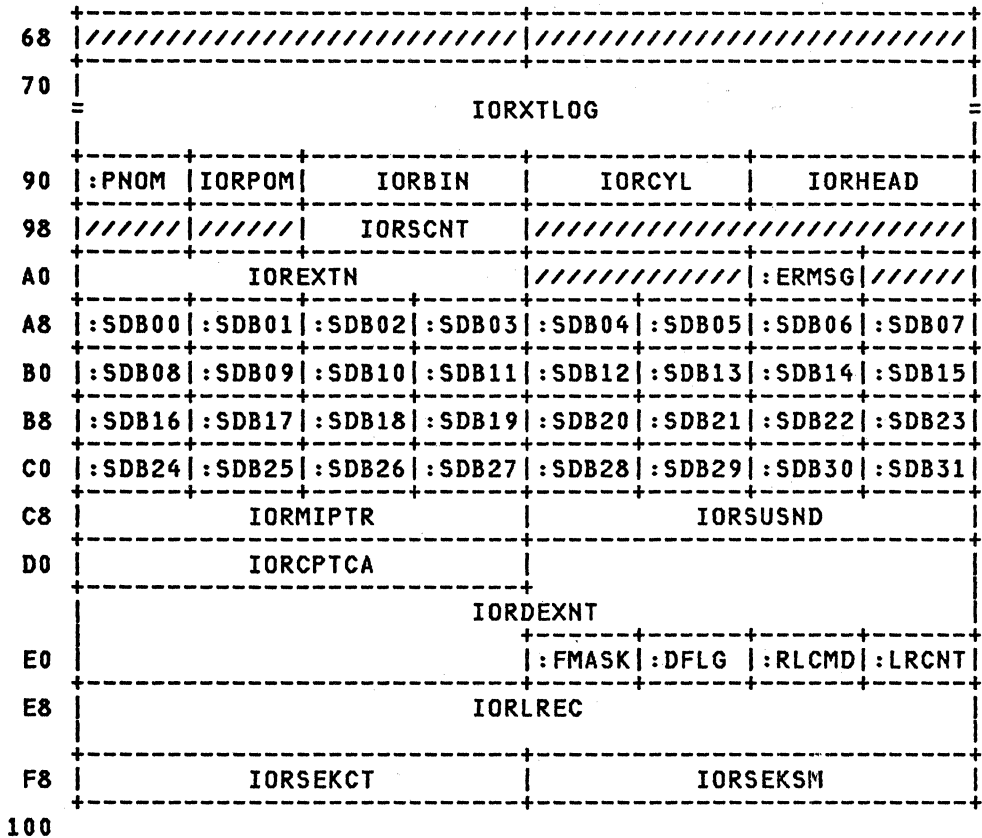 68 |///////////////////////////|///////////////////////////|
70
= IORXTLOG =
90 |:PNOM |IORPOM| IORBIN | IORCYL | IORHEAD |
98 |//////|//////| IORSCNT |///////////////////////////|
A0 | IOREXTN |/////////////|:ERMSG|//////|
A8 |:SDB00|:SDB01|:SDB02|:SDB03|:SDB04|:SDB05|:SDB06|:SDB07|
B0 |:SDB08|:SDB09|:SDB10|:SDB11|:SDB12|:SDB13|:SDB14|:SDB15|
B8 |:SDB16|:SDB17|:SDB18|:SDB19|:SDB20|:SDB21|:SDB22|:SDB23|
C0 |:SDB24|:SDB25|:SDB26|:SDB27|:SDB28|:SDB29|:SDB30|:SDB31|
C8 | IORMIPTR | IORSUSND |
D0 | IORCPTCA |
IORDEXNT
E0 |:FMASK|:DFLG |:RLCMD|:LRCNT|
E8 | IORLREC |
F8 | IORSEKCT | IORSEKSM |
100